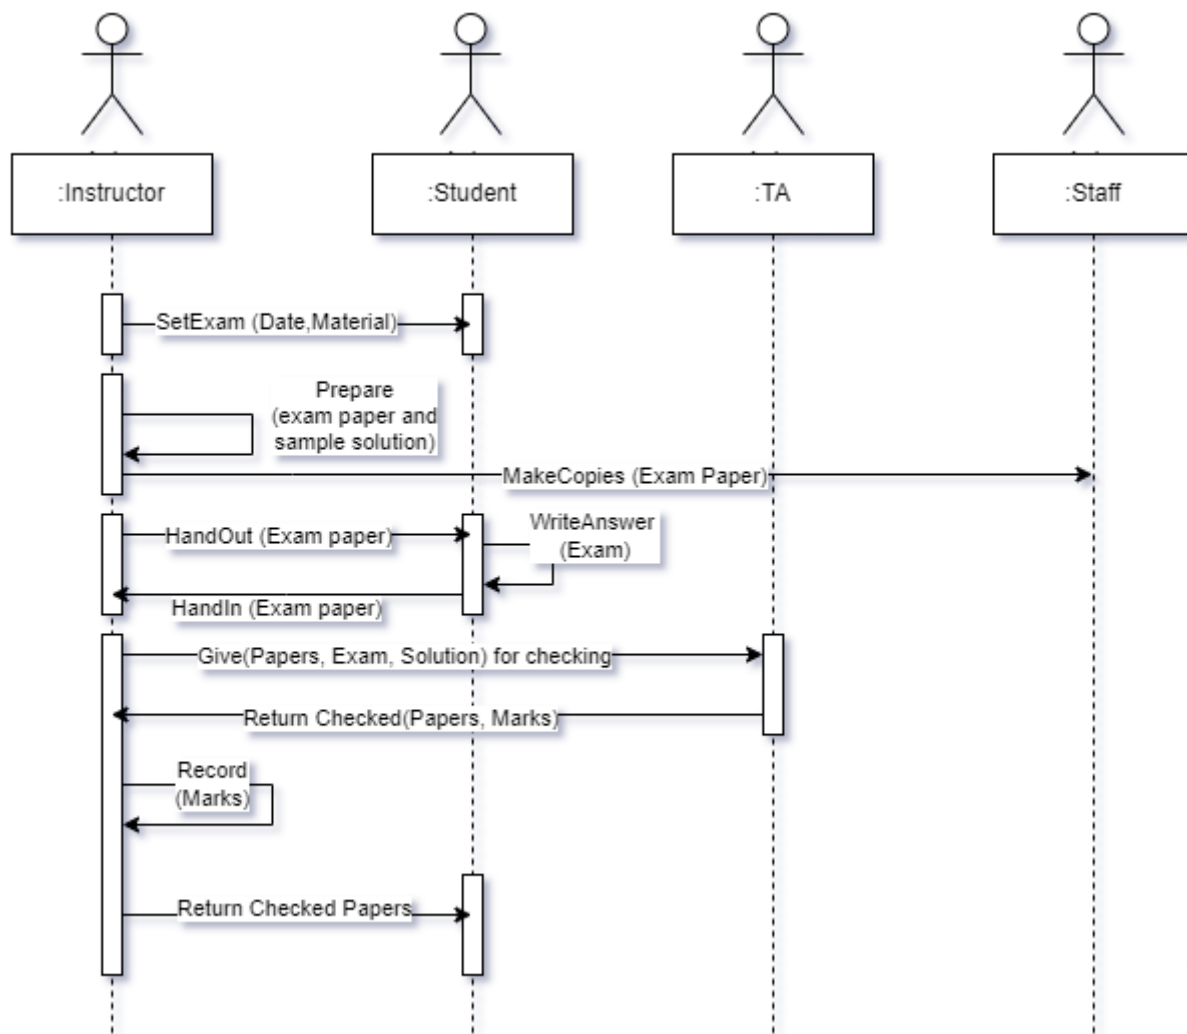 :Instructor
:Student
:TA
:Staff
SetExam (Date,Material)
Prepare
(exam paper and
sample solution)
MakeCopies (Exam Paper)
HandOut (Exam paper)
WriteAnswer
(Exam)
HandIn (Exam paper)
Give(Papers, Exam, Solution) for checking
Return Checked(Papers, Marks)
Record
(Marks)
Return Checked Papers